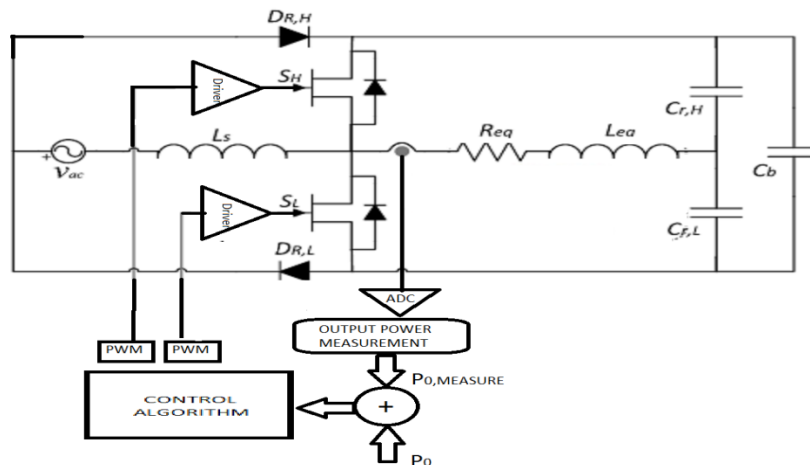 DR,H
Driver
SH
Cr,H
Ls
Req
Lea
+
Vac
Cb
Driver
SL
Cr,L
DR,L
ADC
PWM
PWM
OUTPUT POWER
MEASUREMENT
P0,MEASURE
CONTROL
ALGORITHM
+
P0